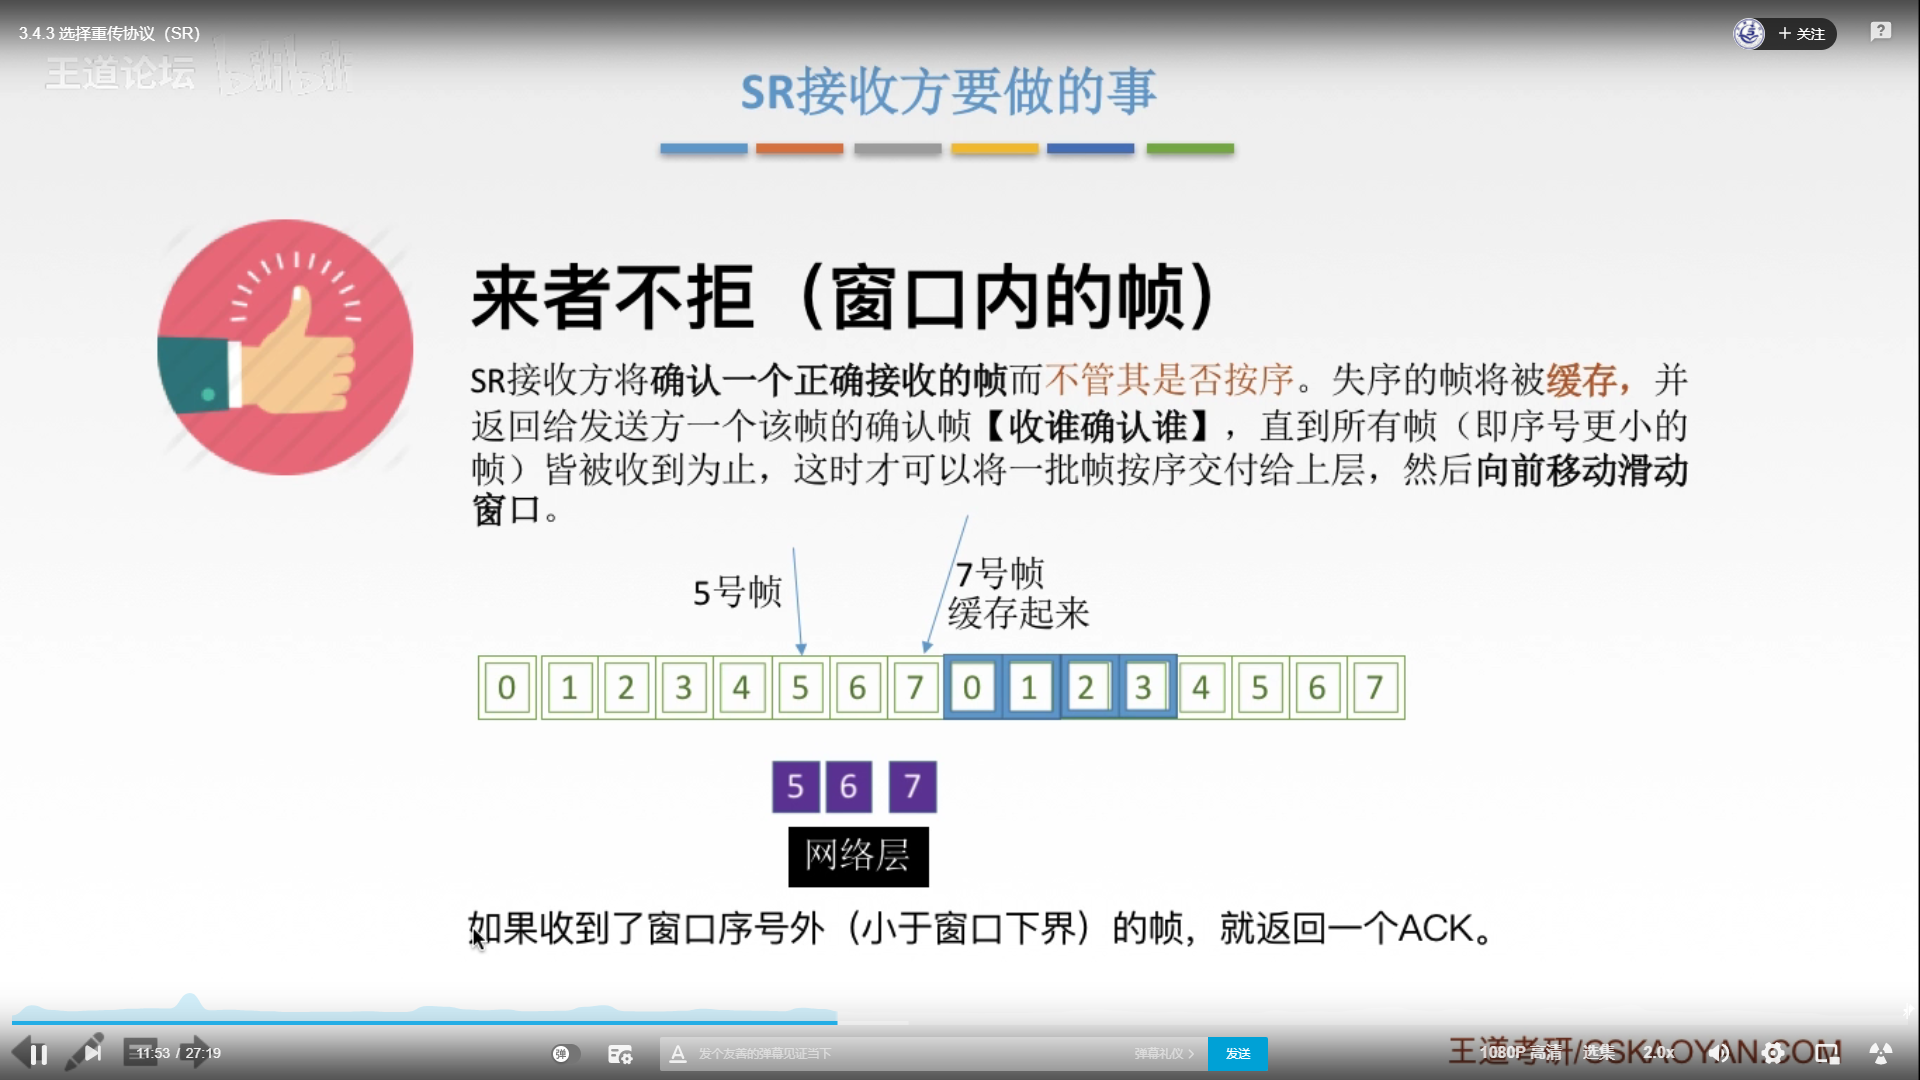 3.4.3 选择重传协议（SR）
关注
王道论坛 bilibili
SR接收方要做的事
来者不拒（窗口内的帧）
SR接收方将确认一个正确接收的帧而不管其是否按序。失序的帧将被缓存，并
返回给发送方一个该帧的确认帧【收谁确认谁】，直到所有帧（即序号更小的
帧）皆被收到为止，这时才可以将一批帧按序交付给上层，然后向前移动滑动
窗口。
5号帧
7号帧
缓存起来
0 1 2 3 4 5 6 7 0 1 2 3 4 5 6 7
5 6 7
网络层
如果收到了窗口序号外（小于窗口下界）的帧，就返回一个ACK。
11:53 / 27:19
弹
发个友善的弹幕见证当下
弹幕礼仪
发送
王道考研/CSKAOYAN.COM
1080P 高清
选集
2.0x